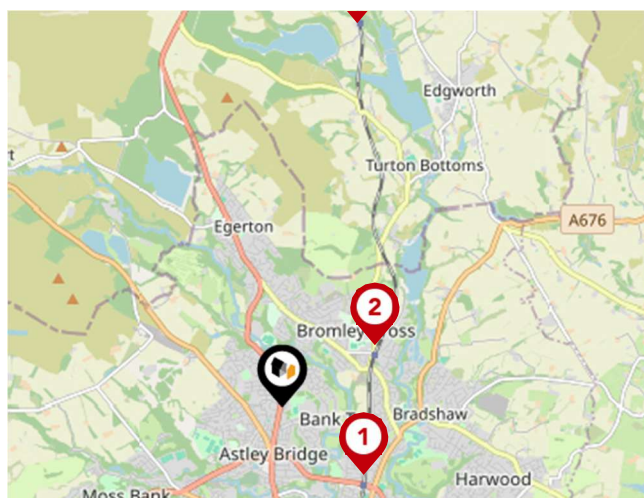 Edgworth
Turton Bottoms
A676
Egerton
2
Bromley Cross
Bank T
1
Bradshaw
Astley Bridge
Harwood
Moss Bank